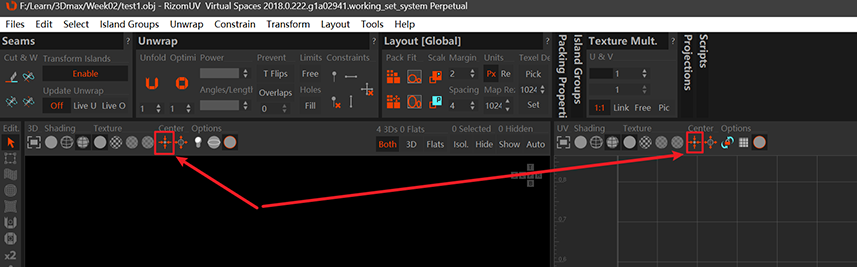 F:/Learn/3Dmax/Week02/test1.obj - RizomUV Virtual Spaces 2018.0.222.g1a02941.working_set_system Perpetual
Files Edit Select Island Groups Unwrap Constrain Transform Layout Tools Help
Seams ? Unwrap ? Layout [Global] ? Texture Mult. ?
Cut & W Transform Islands Unfold Optimi Power Prevent Limits Constraints Pack Fit Scale Margin Units Texel De U & V
Enable T Flips Free 2 Px Re Pick 1
Update Unwrap Angles/Length Overlaps Holes Spacing Map Re 1024 1
Off Live U Live O 1 1 0 Fill 4 1024 Set 1:1 Link Free Pic
Packing Properti
Island Groups
Projections
Scripts
Edit. 3D Shading Texture Center Options 4 3Ds 0 Flats 0 Selected 0 Hidden UV Shading Texture Center Options
Both 3D Flats Isol. Hide Show Auto
x2
0,9
0,7